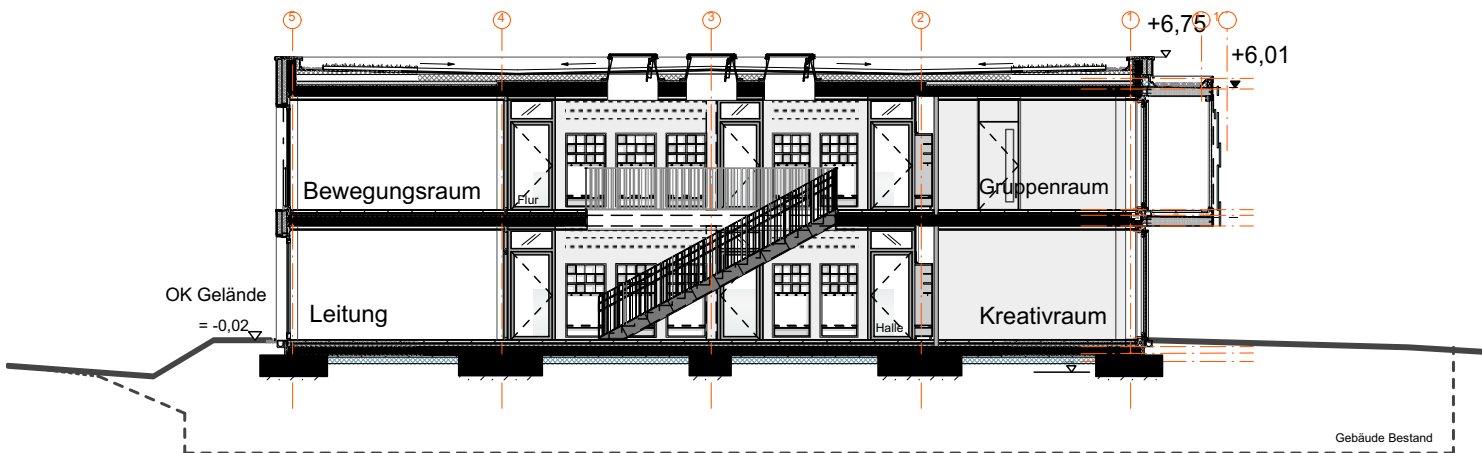 5
4
3
2
1
1
+6,75
+6,01
Bewegungsraum
Flur
Gruppenraum
OK Gelände
= -0,02
Leitung
Halle
Kreativraum
Gebäude Bestand